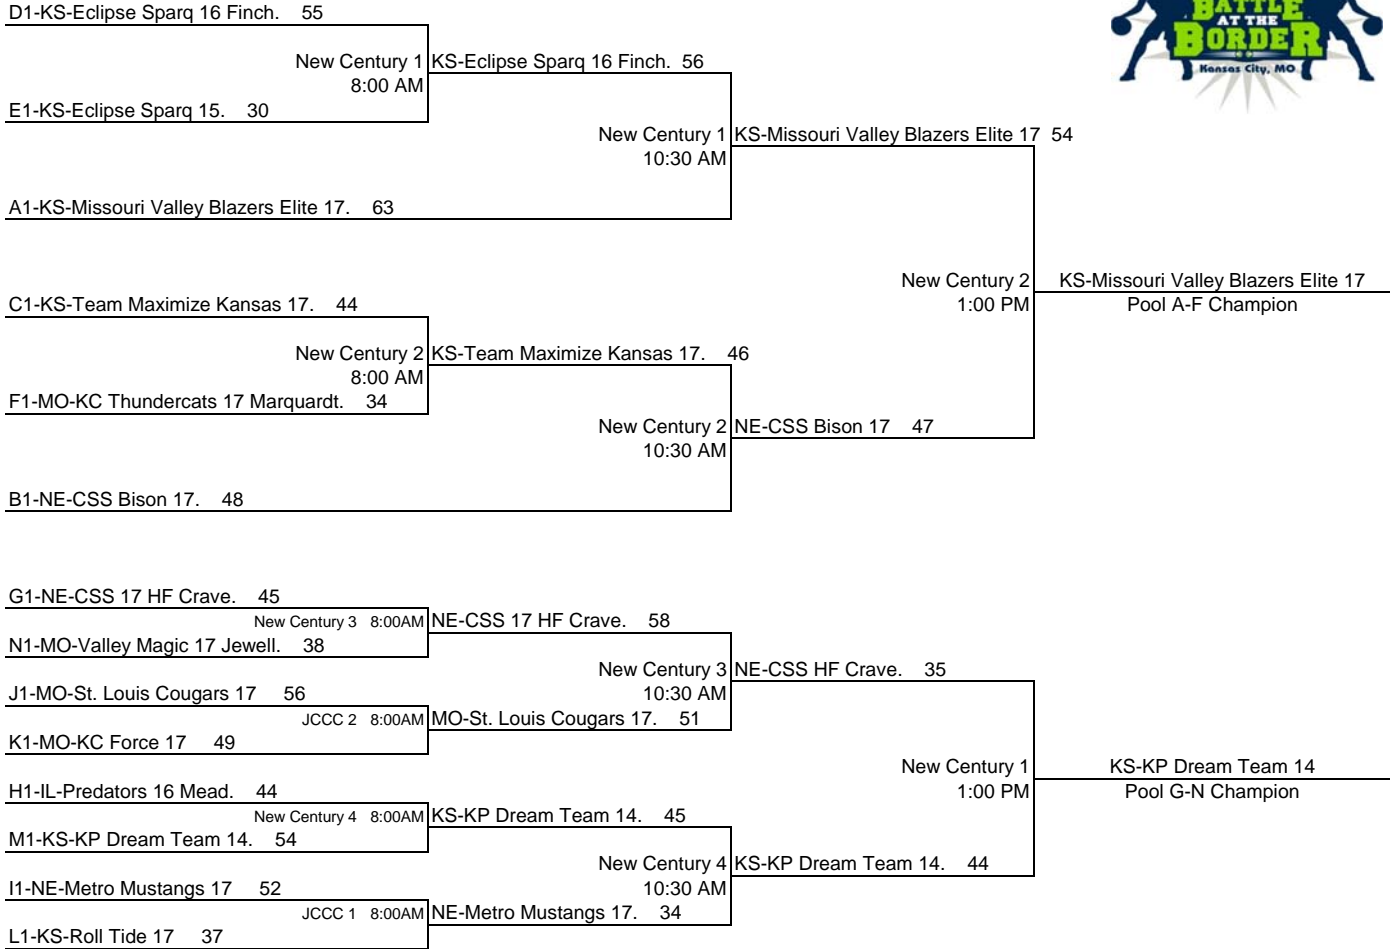 D1-KS-Eclipse Sparq 16 Finch. 55
BATTLE
AT THE
BORDER
Kansas City, MO
New Century 1 KS-Eclipse Sparq 16 Finch. 56
8:00 AM
E1-KS-Eclipse Sparq 15. 30
New Century 1 KS-Missouri Valley Blazers Elite 17 54
10:30 AM
A1-KS-Missouri Valley Blazers Elite 17. 63
New Century 2 KS-Missouri Valley Blazers Elite 17
C1-KS-Team Maximize Kansas 17. 44
1:00 PM Pool A-F Champion
New Century 2 KS-Team Maximize Kansas 17. 46
8:00 AM
F1-MO-KC Thundercats 17 Marquardt. 34
New Century 2 NE-CSS Bison 17 47
10:30 AM
B1-NE-CSS Bison 17. 48
G1-NE-CSS 17 HF Crave. 45
New Century 3 8:00AM NE-CSS 17 HF Crave. 58
N1-MO-Valley Magic 17 Jewell. 38
New Century 3 NE-CSS HF Crave. 35
J1-MO-St. Louis Cougars 17 56
10:30 AM
JCCC 2 8:00AM MO-St. Louis Cougars 17. 51
K1-MO-KC Force 17 49
New Century 1 KS-KP Dream Team 14
H1-IL-Predators 16 Mead. 44
1:00 PM Pool G-N Champion
New Century 4 8:00AM KS-KP Dream Team 14. 45
M1-KS-KP Dream Team 14. 54
New Century 4 KS-KP Dream Team 14. 44
I1-NE-Metro Mustangs 17 52
10:30 AM
JCCC 1 8:00AM NE-Metro Mustangs 17. 34
L1-KS-Roll Tide 17 37